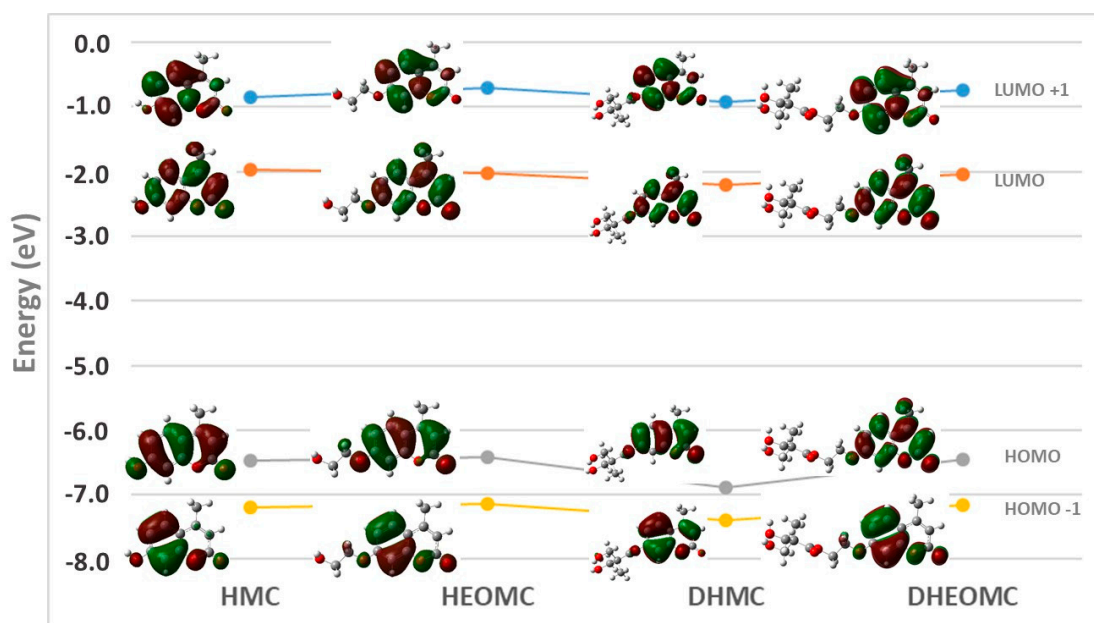 Energy (eV)
0.0
-1.0
-2.0
-3.0
-4.0
-5.0
-6.0
-7.0
-8.0
LUMO +1
LUMO
HOMO
HOMO -1
HMC HEOMC DHMC DHEOMC